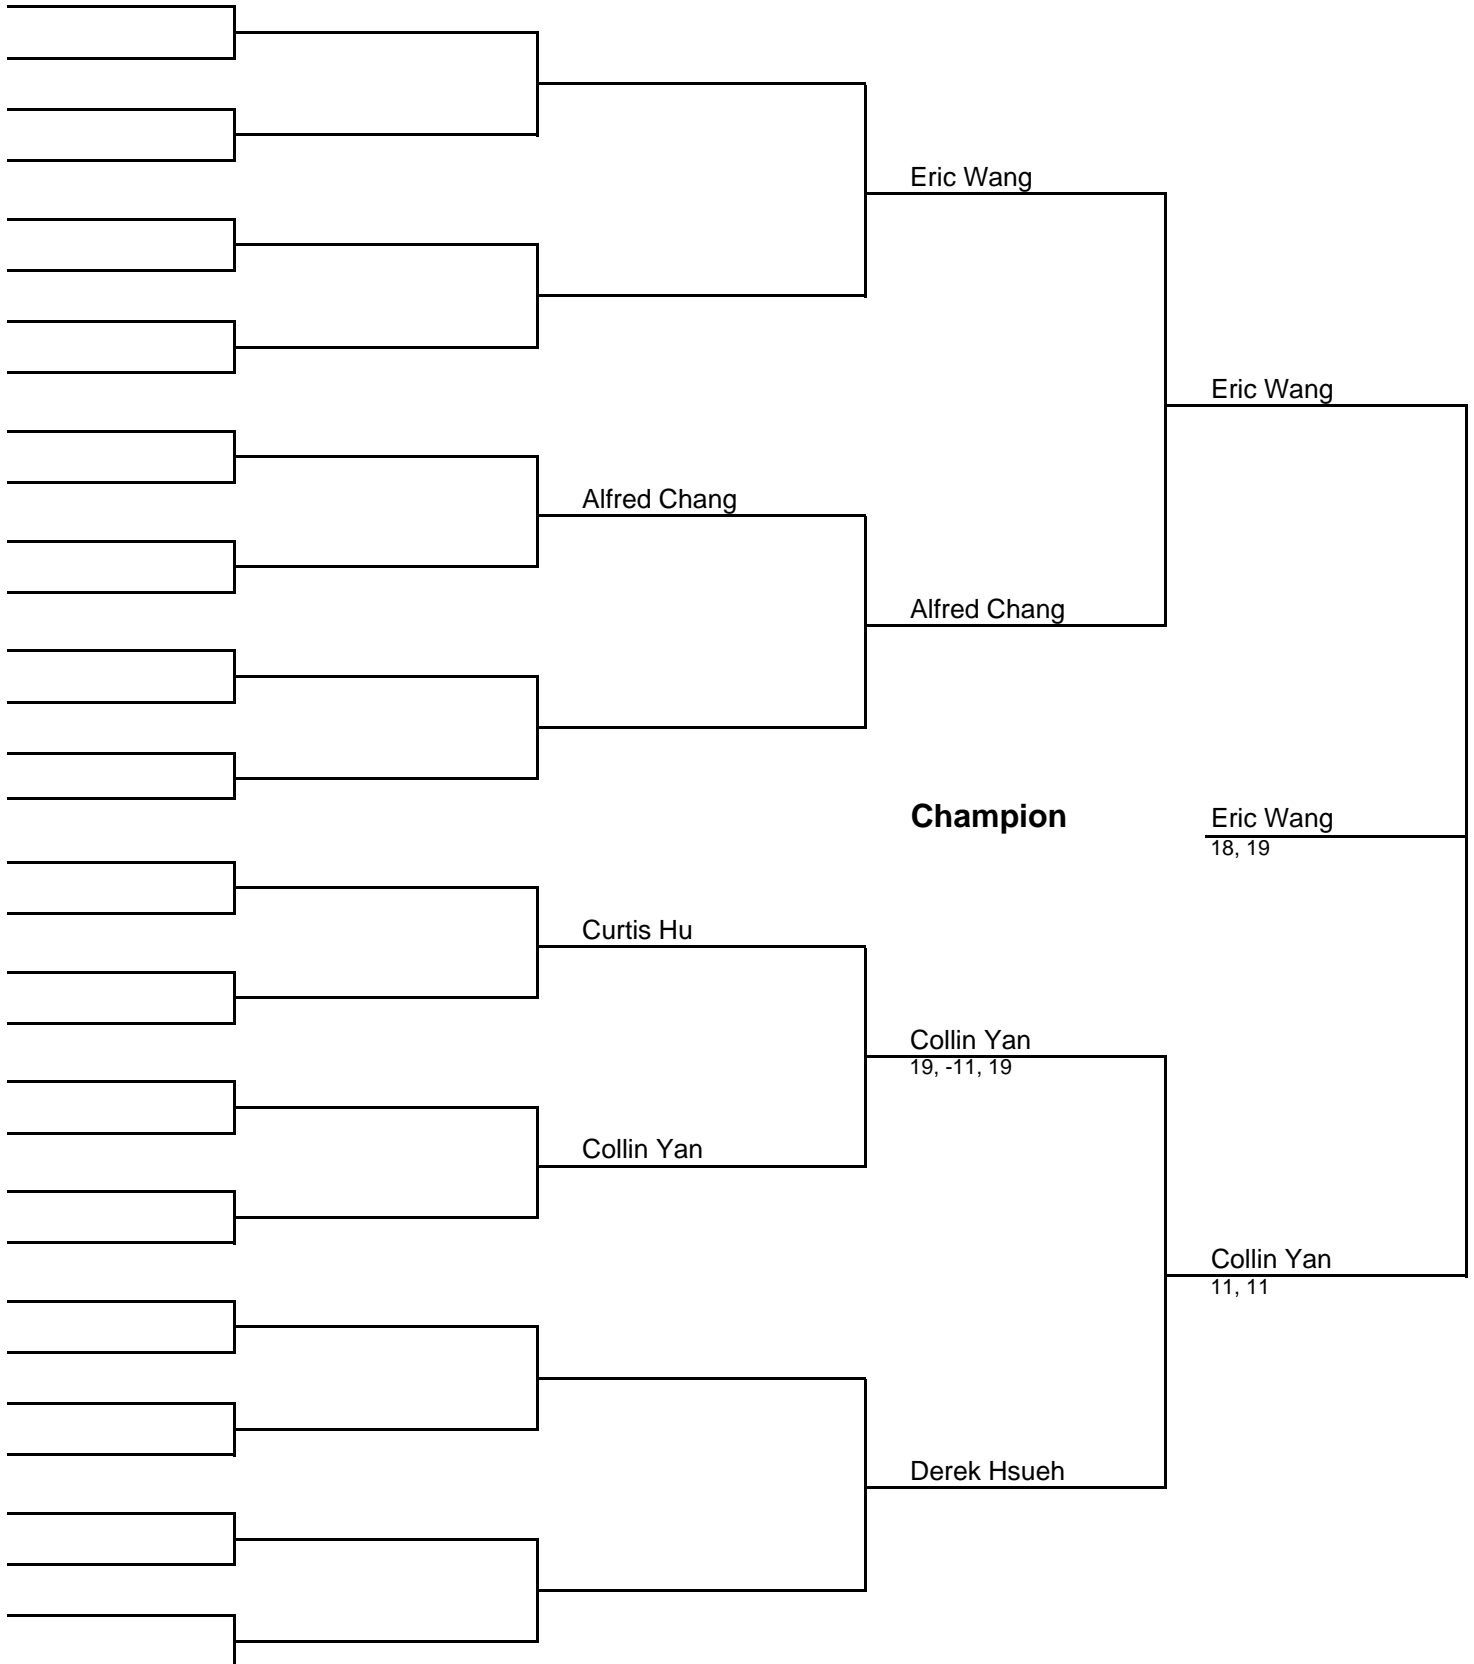 Eric Wang
Eric Wang
Alfred Chang
Alfred Chang
Champion
Eric Wang
18, 19
Curtis Hu
Collin Yan
19, -11, 19
Collin Yan
Collin Yan
11, 11
Derek Hsueh